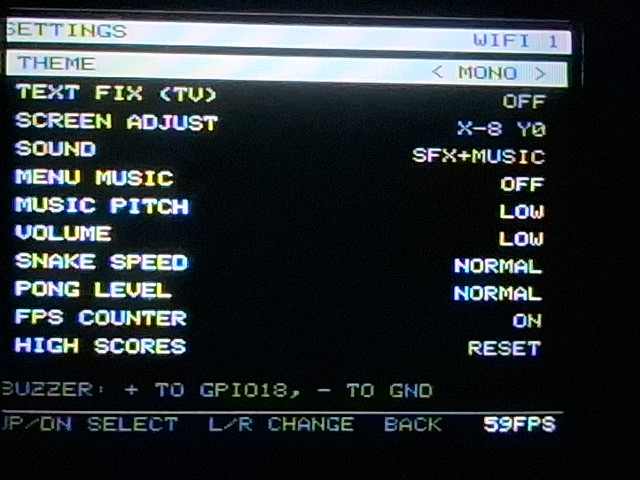 SETTINGS WIFI 1
THEME < MONO >
TEXT FIX (TV) OFF
SCREEN ADJUST X-8 Y0
SOUND SFX+MUSIC
MENU MUSIC OFF
MUSIC PITCH LOW
VOLUME LOW
SNAKE SPEED NORMAL
PONG LEVEL NORMAL
FPS COUNTER ON
HIGH SCORES RESET
BUZZER: + TO GPIO18, - TO GND
UP/DN SELECT L/R CHANGE BACK 59FPS